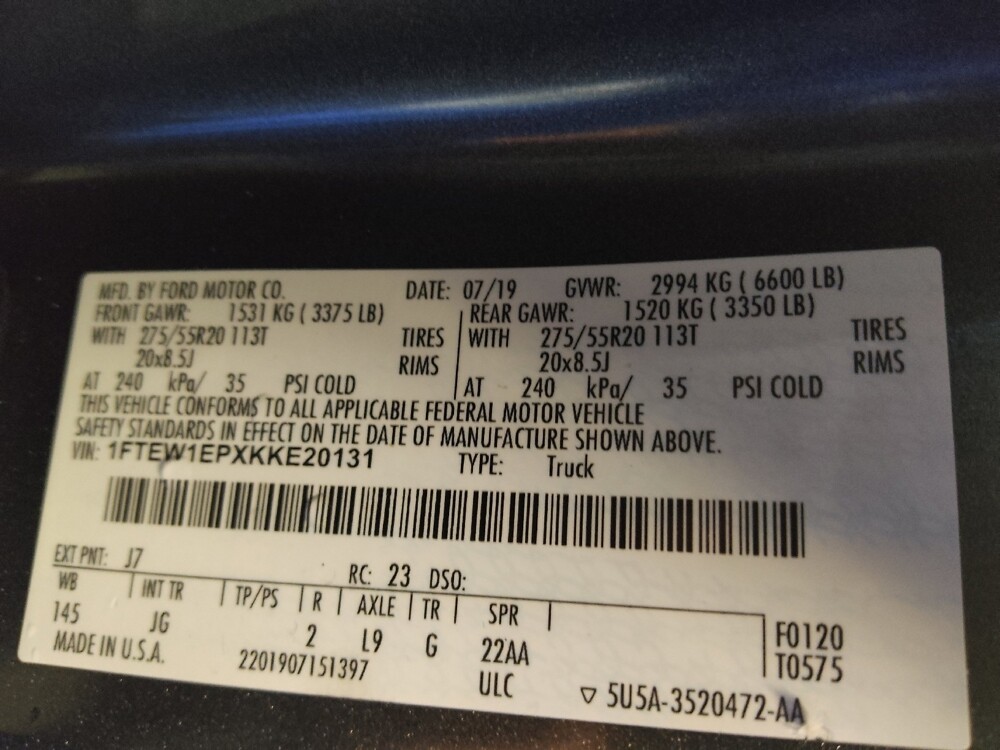 MFD. BY FORD MOTOR CO. DATE: 07/19 GVWR: 2994 KG ( 6600 LB)
FRONT GAWR: 1531 KG ( 3375 LB) REAR GAWR: 1520 KG ( 3350 LB)
WITH 275/55R20 113T TIRES WITH 275/55R20 113T TIRES
20x8.5J RIMS 20x8.5J RIMS
AT 240 kPa/ 35 PSI COLD AT 240 kPa/ 35 PSI COLD
THIS VEHICLE CONFORMS TO ALL APPLICABLE FEDERAL MOTOR VEHICLE
SAFETY STANDARDS IN EFFECT ON THE DATE OF MANUFACTURE SHOWN ABOVE.
VIN: 1FTEW1EPXKKE20131 TYPE: Truck
EXT PNT: J7 RC: 23 DSO:
WB INT TR TP/PS R AXLE TR SPR
145 JG 2 L9 G 22AA F0120
MADE IN U.S.A. 2201907151397 ULC T0575
▽ 5U5A-3520472-AA